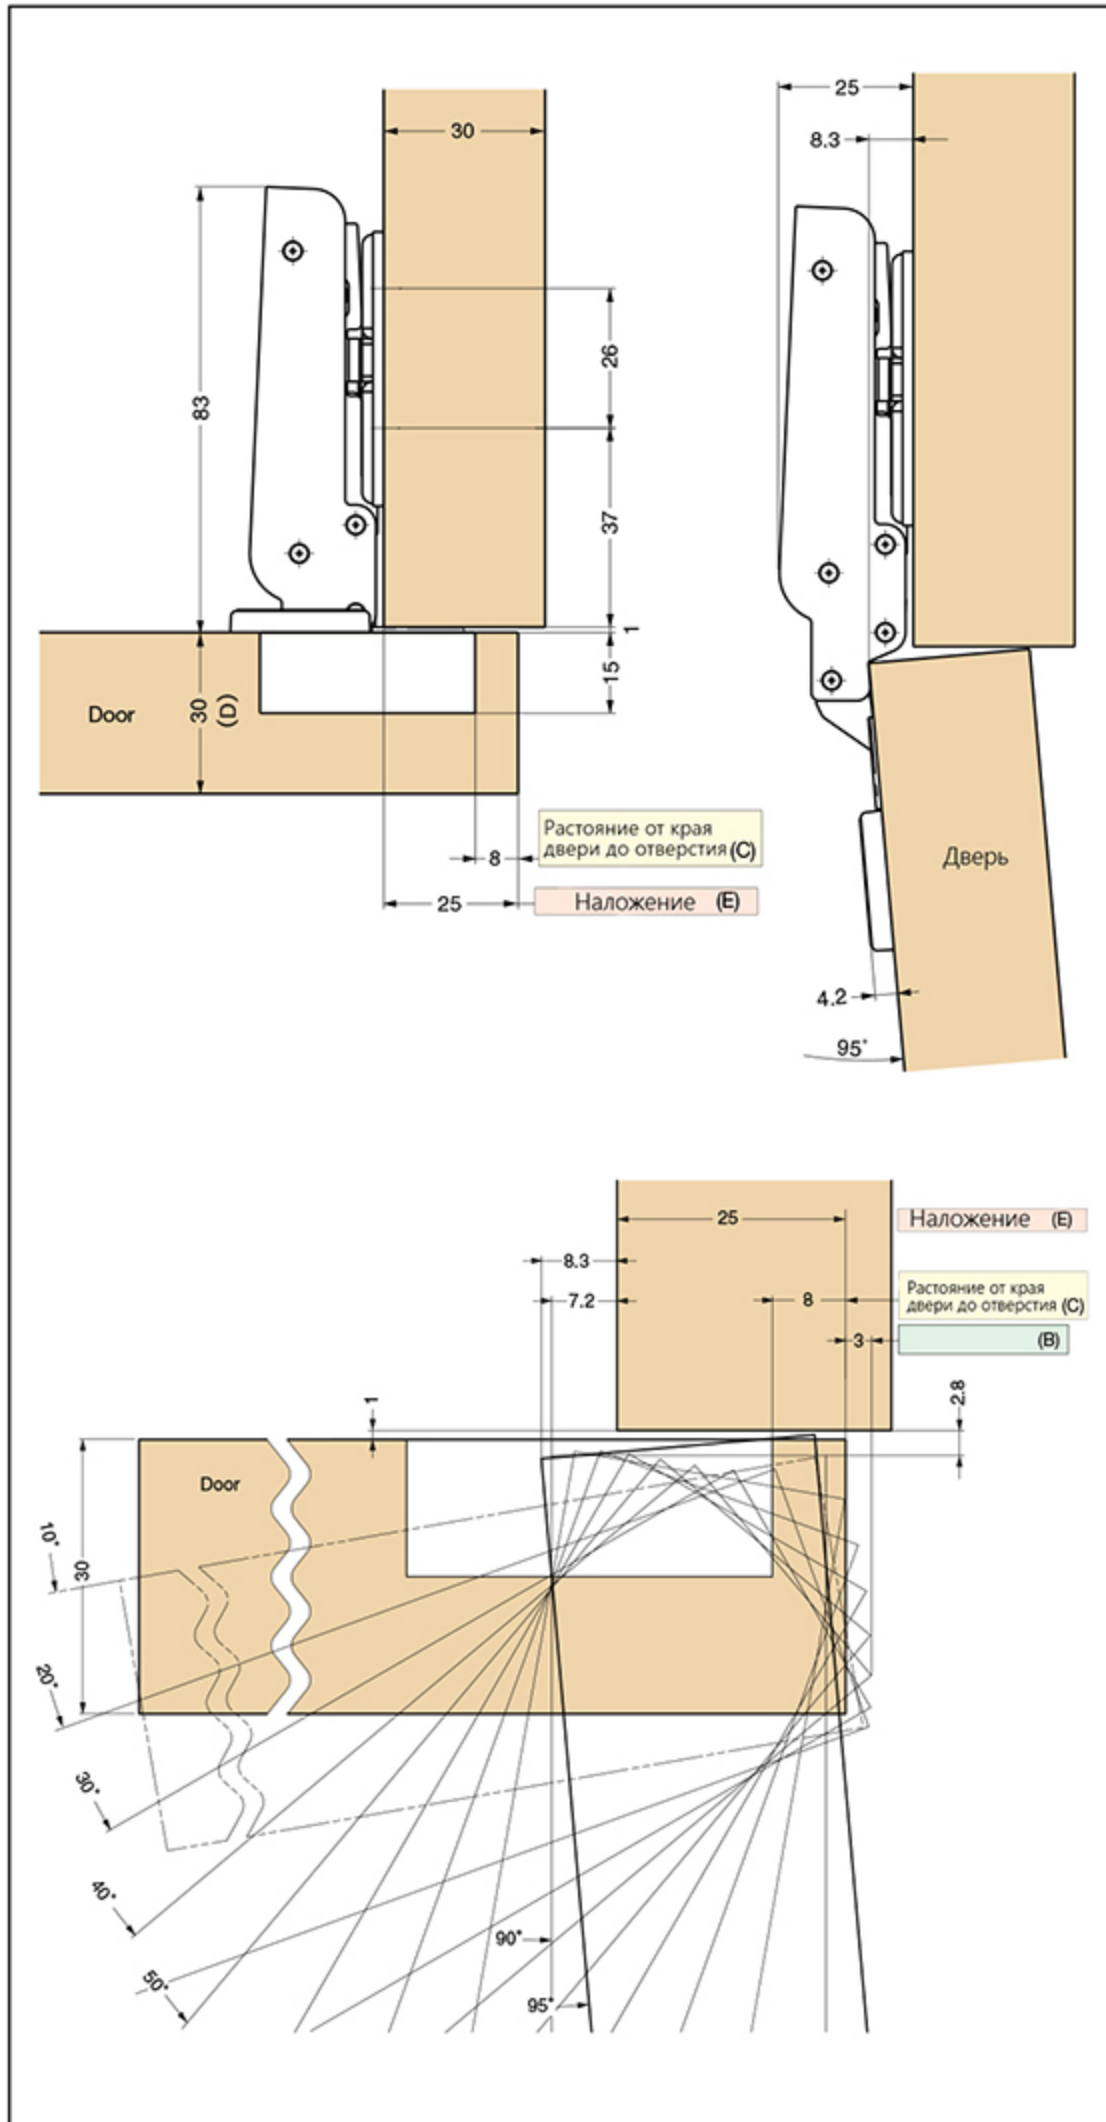 25
8.3
30
83
26
37
1
15
Door
30
(D)
Растояние от края
двери до отверстия (C)
8
25
Наложение (E)
Дверь
4.2
95°
25
Наложение (E)
8.3
7.2
8
Растояние от края
двери до отверстия (C)
3
(B)
1
2.8
Door
10°
30
20°
30°
40°
50°
90°
95°